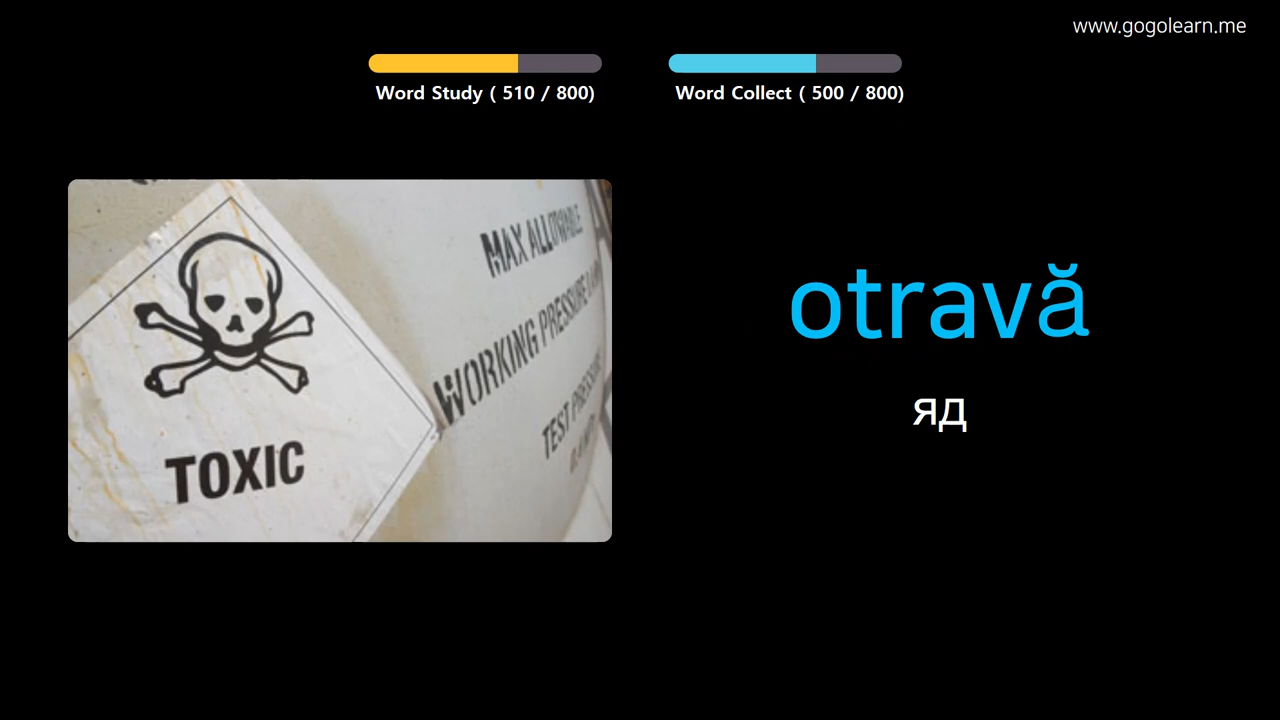 www.gogolearn.me
Word Study ( 510 / 800)
Word Collect ( 500 / 800)
MAX ALLOWABLE
WORKING PRESSURE
TEST PRESSURE
TOXIC
otravă
яд